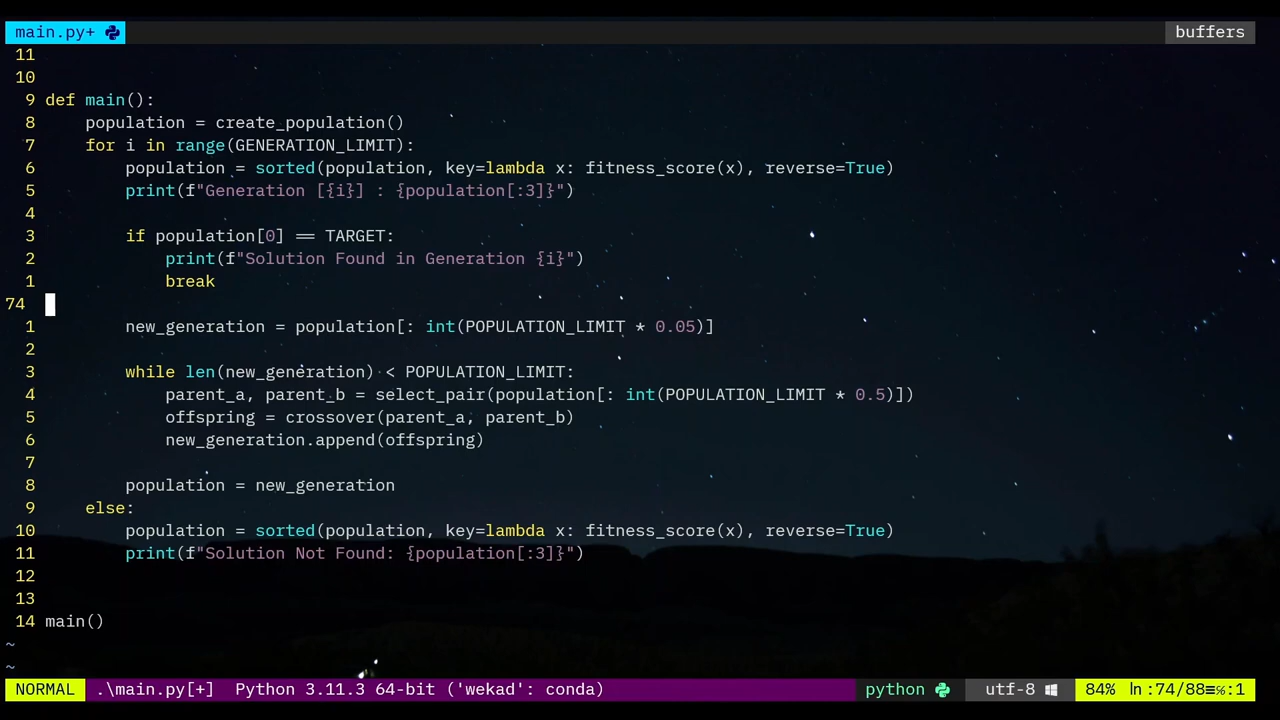 main.py+ buffers
11
10
9 def main():
8     population = create_population()
7     for i in range(GENERATION_LIMIT):
6         population = sorted(population, key=lambda x: fitness_score(x), reverse=True)
5         print(f"Generation [{i}] : {population[:3]}")
4
3         if population[0] == TARGET:
2             print(f"Solution Found in Generation {i}")
1             break
74
1         new_generation = population[: int(POPULATION_LIMIT * 0.05)]
2
3         while len(new_generation) < POPULATION_LIMIT:
4             parent_a, parent_b = select_pair(population[: int(POPULATION_LIMIT * 0.5)])
5             offspring = crossover(parent_a, parent_b)
6             new_generation.append(offspring)
7
8         population = new_generation
9     else:
10         population = sorted(population, key=lambda x: fitness_score(x), reverse=True)
11         print(f"Solution Not Found: {population[:3]}")
12
13
14 main()
~
~
NORMAL .\main.py[+] Python 3.11.3 64-bit ('wekad': conda) python utf-8 84% ln:74/88≡℅:1